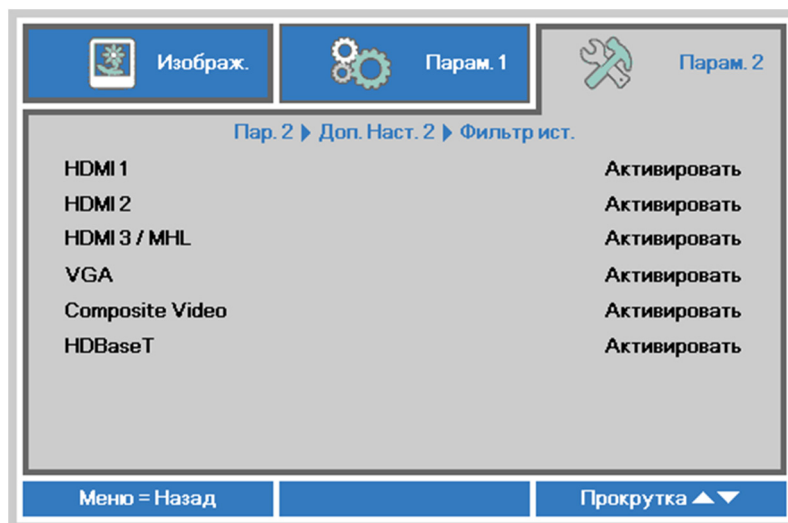 Изображ.
Парам. 1
Парам. 2
Пар. 2 ▶ Доп. Наст. 2 ▶ Фильтр ист.
HDMI 1 Активировать
HDMI 2 Активировать
HDMI 3 / MHL Активировать
VGA Активировать
Composite Video Активировать
HDBaseT Активировать
Меню = Назад
Прокрутка ▲▼